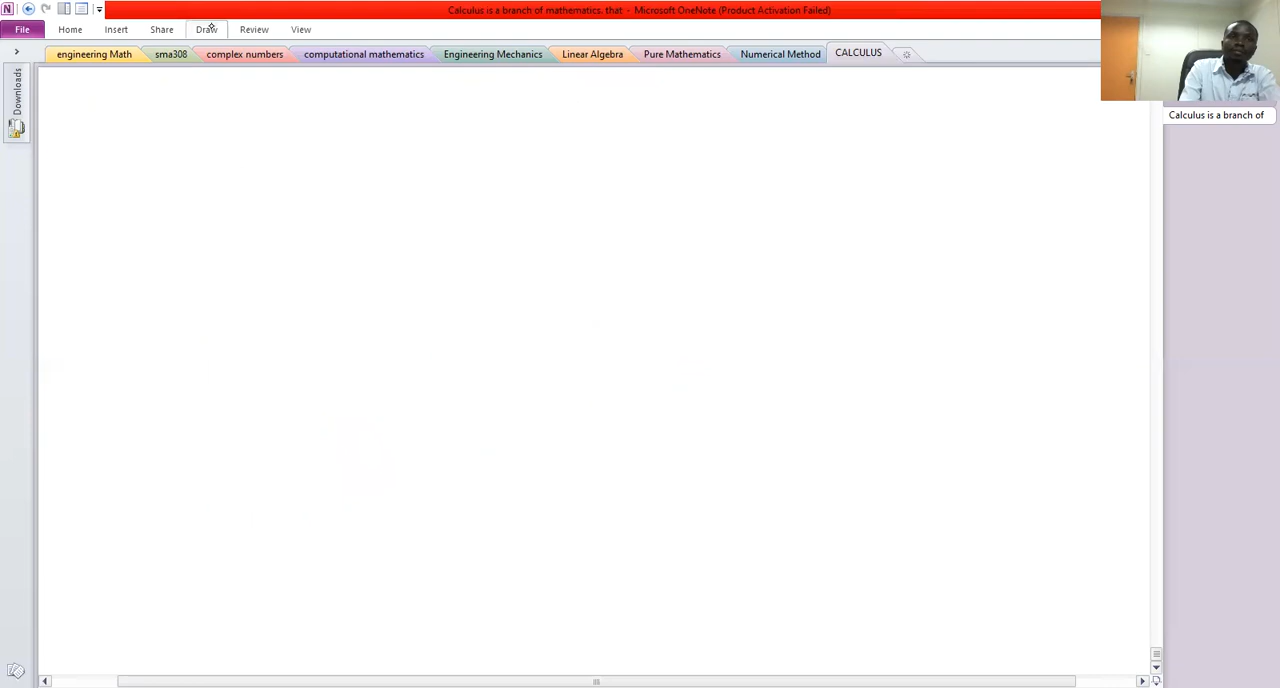 Calculus is a branch of mathematics. that - Microsoft OneNote (Product Activation Failed)
File Home Insert Share Draw Review View
engineering Math sma308 complex numbers computational mathematics Engineering Mechanics Linear Algebra Pure Mathematics Numerical Method CALCULUS
Downloads
Calculus is a branch of